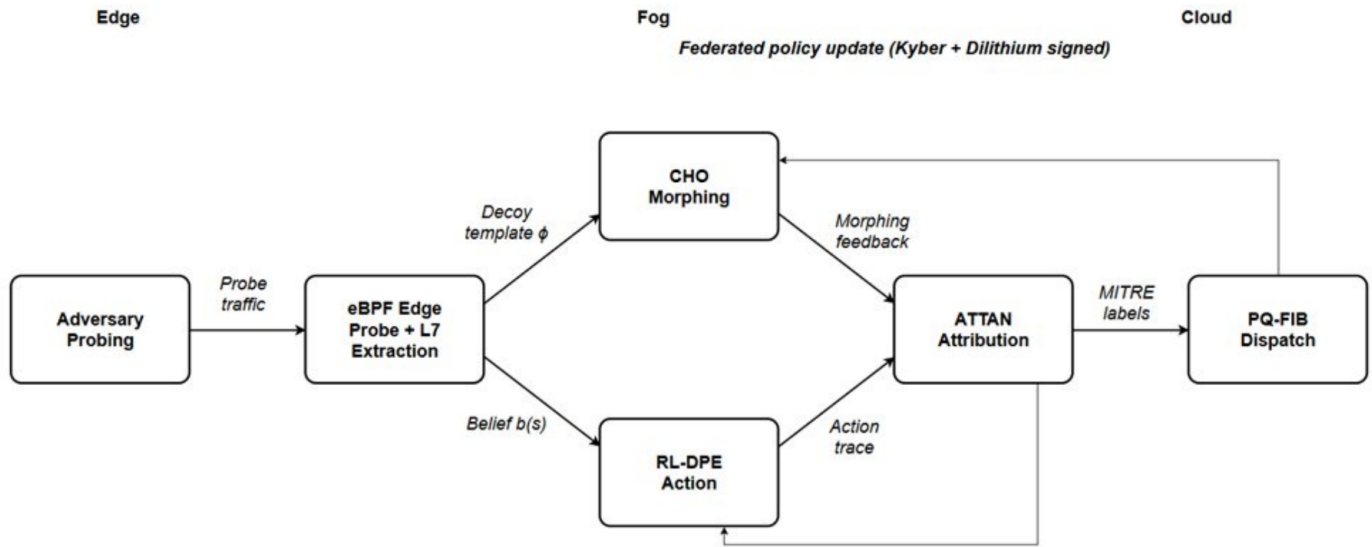 Edge
Fog
Cloud
Federated policy update (Kyber + Dilithium signed)
CHO
Morphing
Decoy
template ϕ
Morphing
feedback
Probe
traffic
Adversary
Probing
eBPF Edge
Probe + L7
Extraction
ATTAN
Attribution
MITRE
labels
PQ-FIB
Dispatch
Belief b(s)
Action
trace
RL-DPE
Action